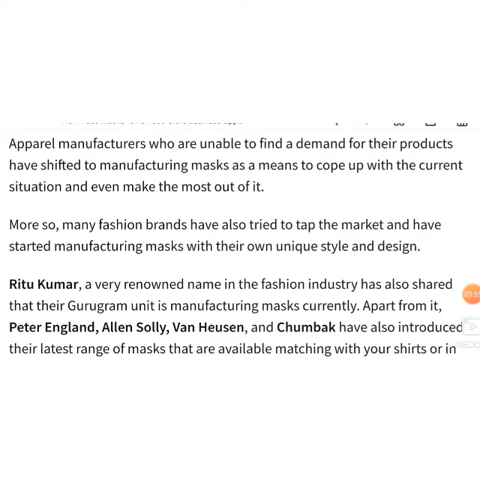 Apparel manufacturers who are unable to find a demand for their products
have shifted to manufacturing masks as a means to cope up with the current
situation and even make the most out of it.
More so, many fashion brands have also tried to tap the market and have
started manufacturing masks with their own unique style and design.
Ritu Kumar, a very renowned name in the fashion industry has also shared
that their Gurugram unit is manufacturing masks currently. Apart from it,
Peter England, Allen Solly, Van Heusen, and Chumbak have also introduced
their latest range of masks that are available matching with your shirts or in